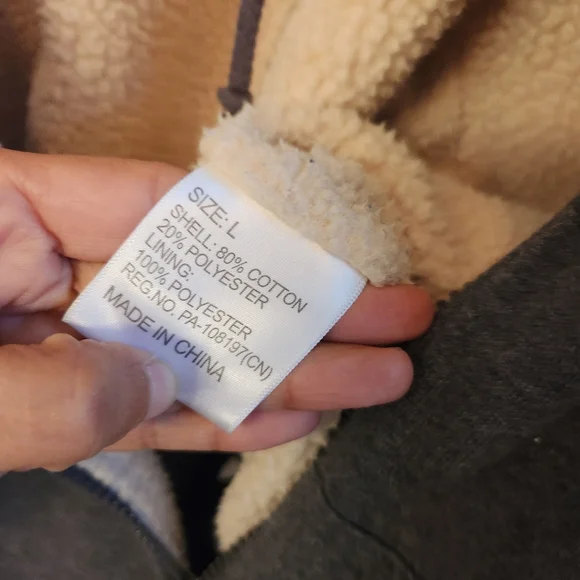 SIZE: L
SHELL: 80% COTTON
20% POLYESTER
LINING:
100% POLYESTER
REG.NO. PA-108197(CN)
MADE IN CHINA